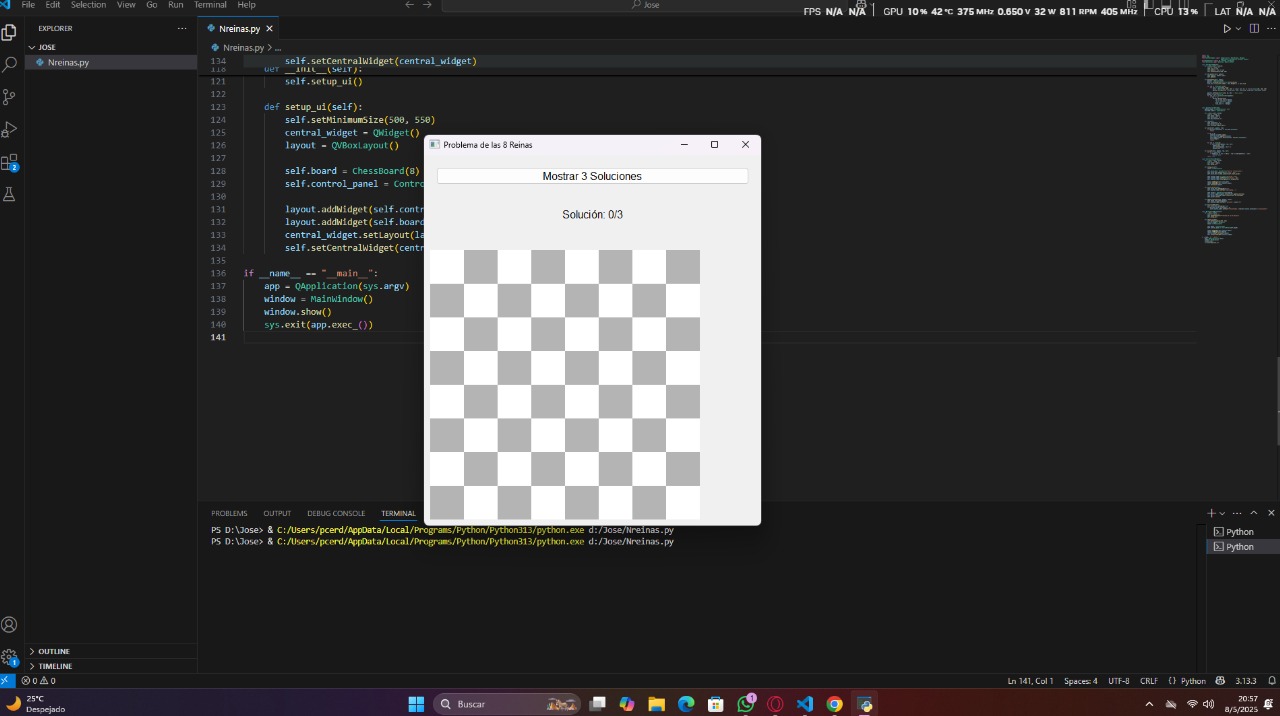 File Edit Selection View Go Run Terminal Help
Jose
FPS N/A N/A GPU 10 % 42 °C 375 MHz 0.650 V 32 W 811 RPM 405 MHz CPU 13 % LAT N/A N/A
EXPLORER
JOSE
Nreinas.py
OUTLINE
TIMELINE
Nreinas.py
Nreinas.py > ...
134 self.setCentralWidget(central_widget)
118 def __init__(self):
121 self.setup_ui()
122
123 def setup_ui(self):
124 self.setMinimumSize(500, 550)
125 central_widget = QWidget()
126 layout = QVBoxLayout()
127
128 self.board = ChessBoard(8)
129 self.control_panel = Contro
130
131 layout.addWidget(self.contr
132 layout.addWidget(self.board
133 central_widget.setLayout(la
134 self.setCentralWidget(centr
135
136 if __name__ == "__main__":
137 app = QApplication(sys.argv)
138 window = MainWindow()
139 window.show()
140 sys.exit(app.exec_())
141
Problema de las 8 Reinas
Mostrar 3 Soluciones
Solución: 0/3
PROBLEMS OUTPUT DEBUG CONSOLE TERMINAL
PS D:\Jose> & C:/Users/pcerd/AppData/Local/Programs/Python/Python313/python.exe d:/Jose/Nreinas.py
PS D:\Jose> & C:/Users/pcerd/AppData/Local/Programs/Python/Python313/python.exe d:/Jose/Nreinas.py
Python
Python
2
1
0 0
Ln 141, Col 1 Spaces: 4 UTF-8 CRLF {} Python 3.13.3
25°C
Despejado
Buscar
1
20:57
8/5/2025